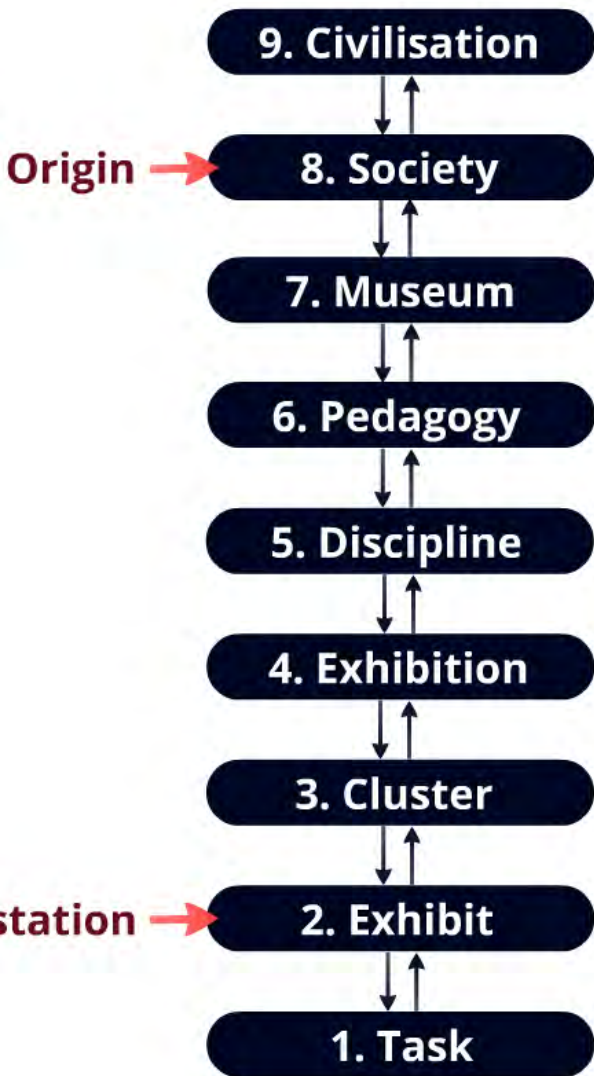 9. Civilisation
Origin
8. Society
7. Museum
6. Pedagogy
5. Discipline
4. Exhibition
3. Cluster
station
2. Exhibit
1. Task